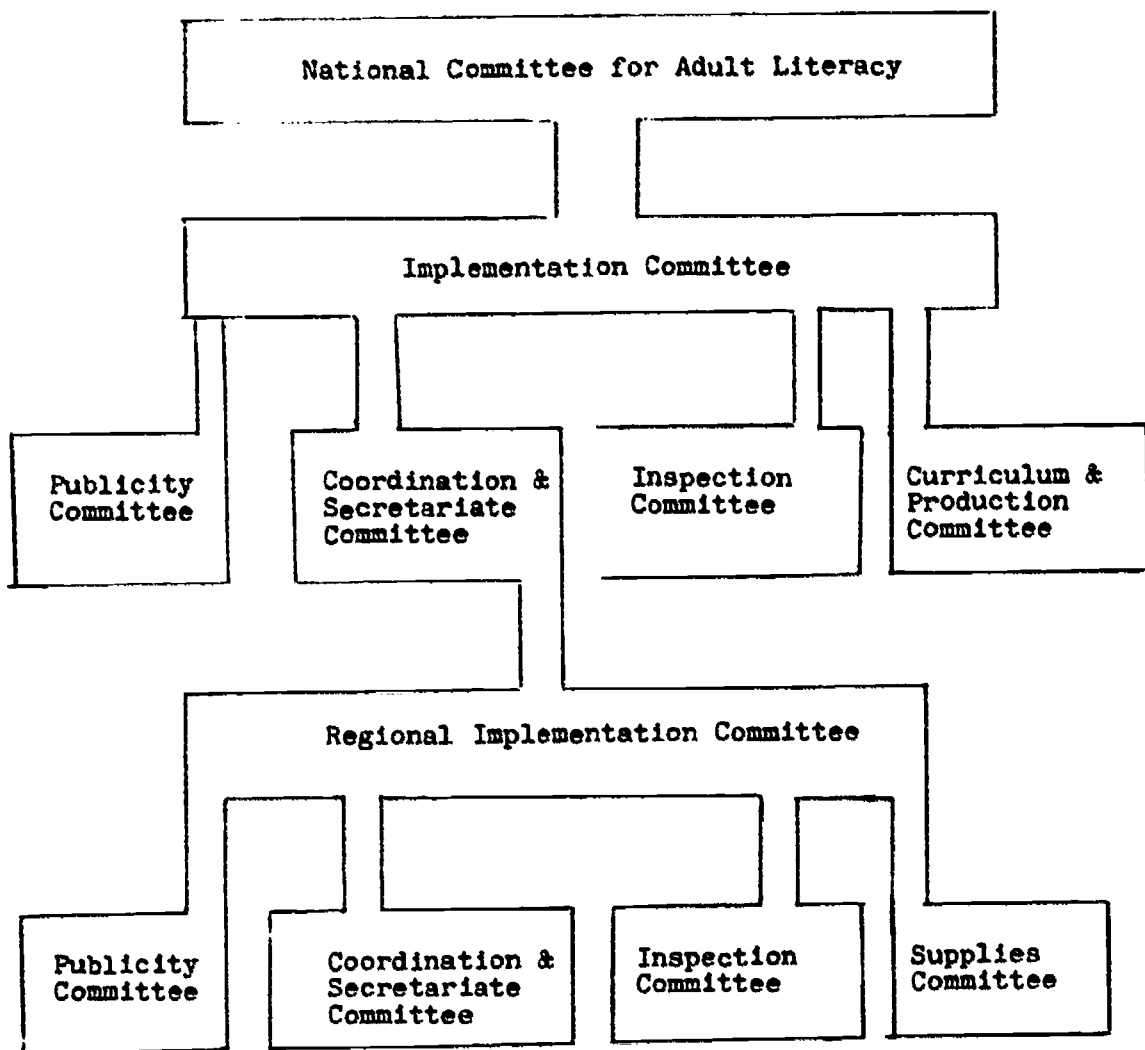 National Committee for Adult Literacy
Implementation Committee
Publicity
Committee
Coordination &
Secretariate
Committee
Inspection
Committee
Curriculum &
Production
Committee
Regional Implementation Committee
Publicity
Committee
Coordination &
Secretariate
Committee
Inspection
Committee
Supplies
Committee